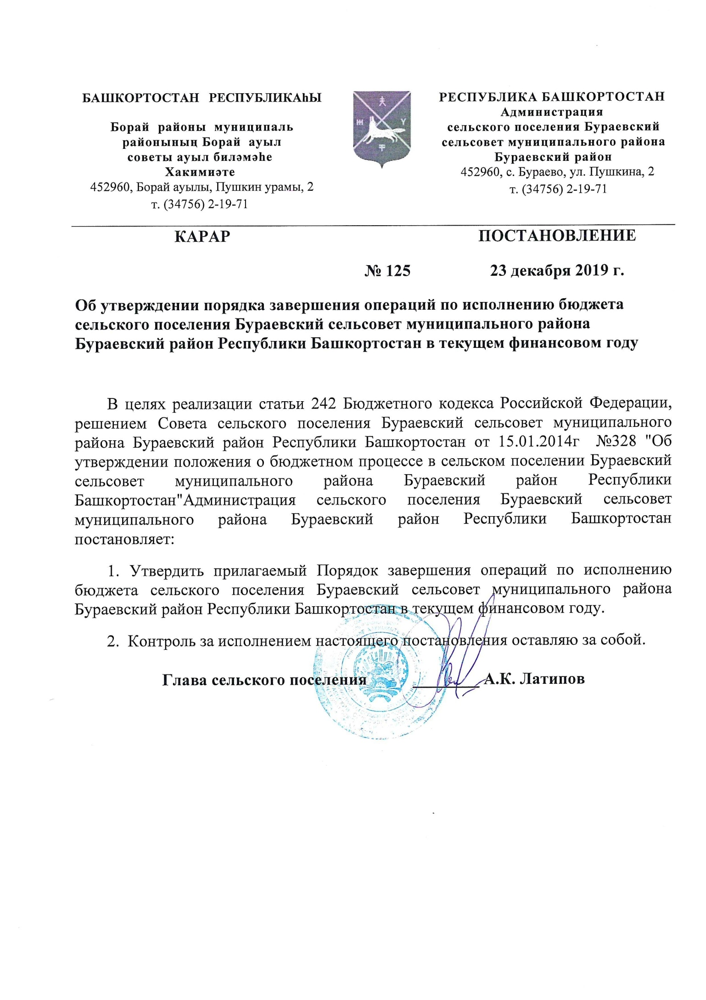 БАШКОРТОСТАН РЕСПУБЛИКАҺЫ
Борай районы муниципаль
районының Борай ауыл
советы ауыл биләмәһе
Хакимиәте
452960, Борай ауылы, Пушкин урамы, 2
т. (34756) 2-19-71
РЕСПУБЛИКА БАШКОРТОСТАН
Администрация
сельского поселения Бураевский
сельсовет муниципального района
Бураевский район
452960, с. Бураево, ул. Пушкина, 2
т. (34756) 2-19-71
КАРАР
ПОСТАНОВЛЕНИЕ
№ 125
23 декабря 2019 г.
Об утверждении порядка завершения операций по исполнению бюджета
сельского поселения Бураевский сельсовет муниципального района
Бураевский район Республики Башкортостан в текущем финансовом году
В целях реализации статьи 242 Бюджетного кодекса Российской Федерации,
решением Совета сельского поселения Бураевский сельсовет муниципального
района Бураевский район Республики Башкортостан от 15.01.2014г №328 "Об
утверждении положения о бюджетном процессе в сельском поселении Бураевский
сельсовет муниципального района Бураевский район Республики
Башкортостан"Администрация сельского поселения Бураевский сельсовет
муниципального района Бураевский район Республики Башкортостан
постановляет:
1. Утвердить прилагаемый Порядок завершения операций по исполнению
бюджета сельского поселения Бураевский сельсовет муниципального района
Бураевский район Республики Башкортостан в текущем финансовом году.
2. Контроль за исполнением настоящего постановления оставляю за собой.
Глава сельского поселения ________ А.К. Латипов